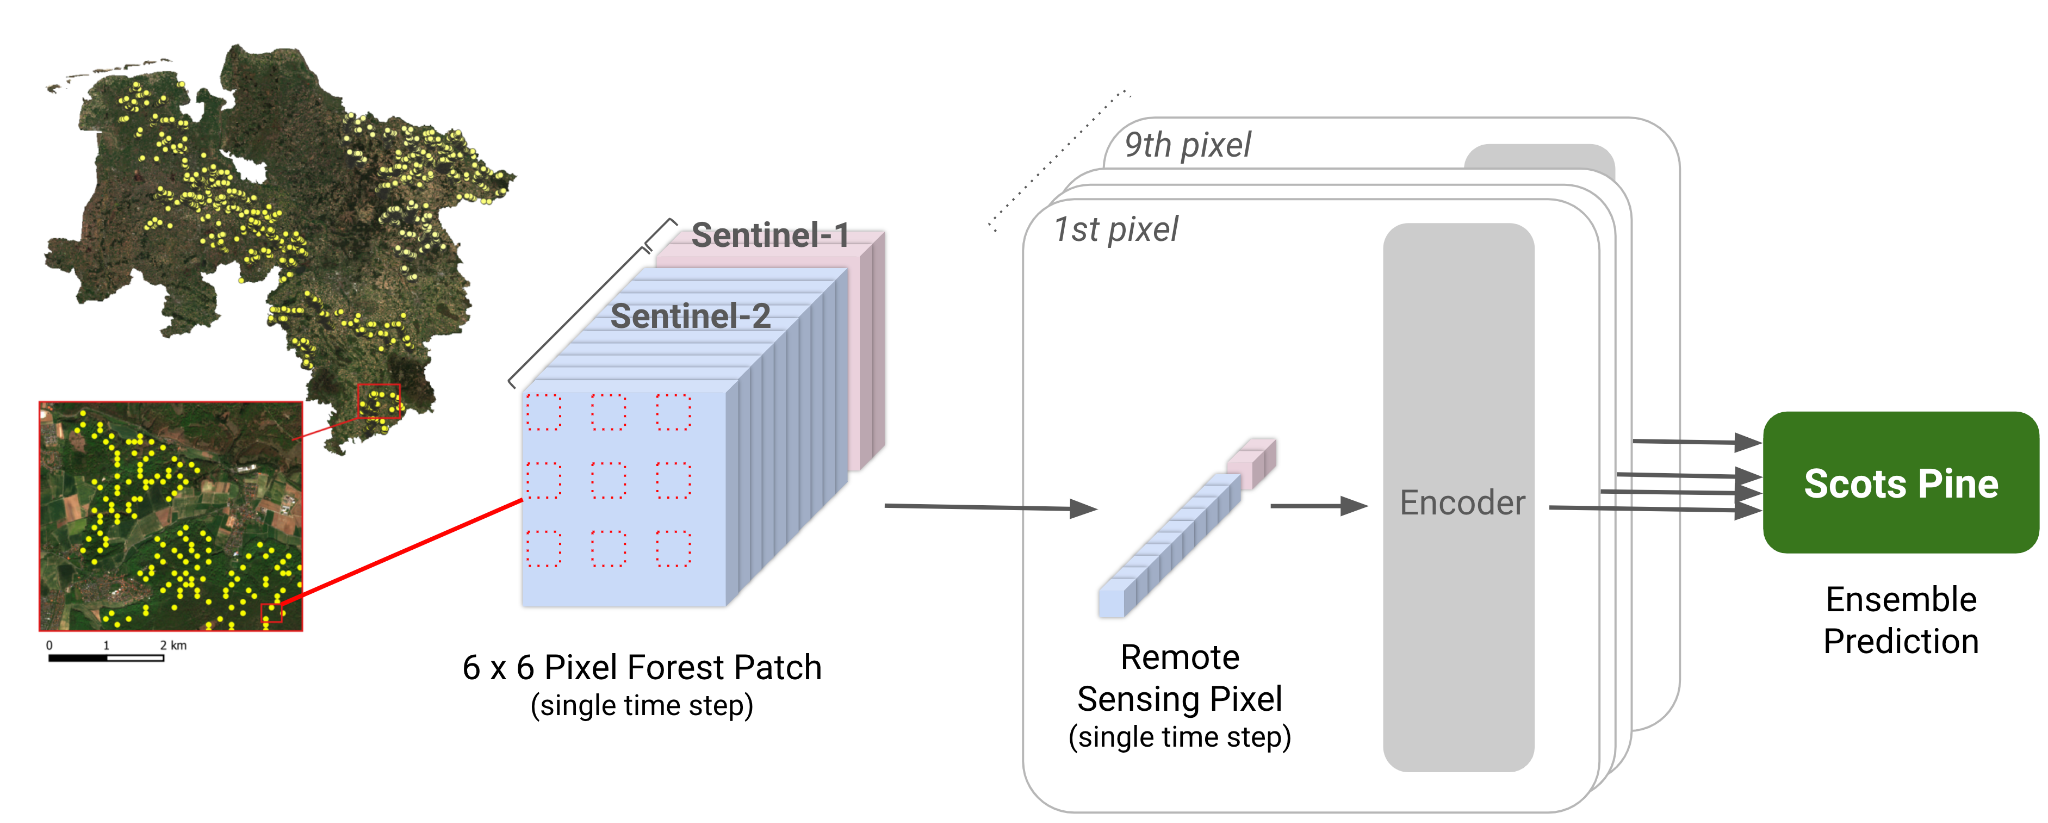 Sentinel-1
Sentinel-2
0 1 2 km
6 x 6 Pixel Forest Patch
(single time step)
9th pixel
1st pixel
Remote
Sensing Pixel
(single time step)
Encoder
Scots Pine
Ensemble
Prediction